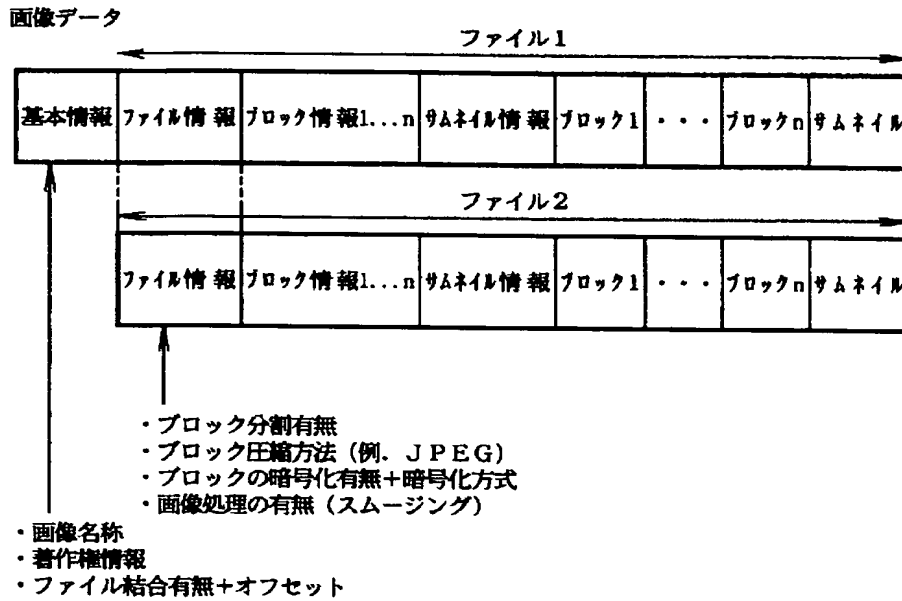 画像データ
ファイル1
基本情報 ファイル情報 ブロック情報1...n サムネイル情報 ブロック1 ・・・ ブロックn サムネイル
ファイル2
ファイル情報 ブロック情報1...n サムネイル情報 ブロック1 ・・・ ブロックn サムネイル
・ブロック分割有無
・ブロック圧縮方法（例．ＪＰＥＧ）
・ブロックの暗号化有無＋暗号化方式
・画像処理の有無（スムージング）
・画像名称
・著作権情報
・ファイル結合有無＋オフセット